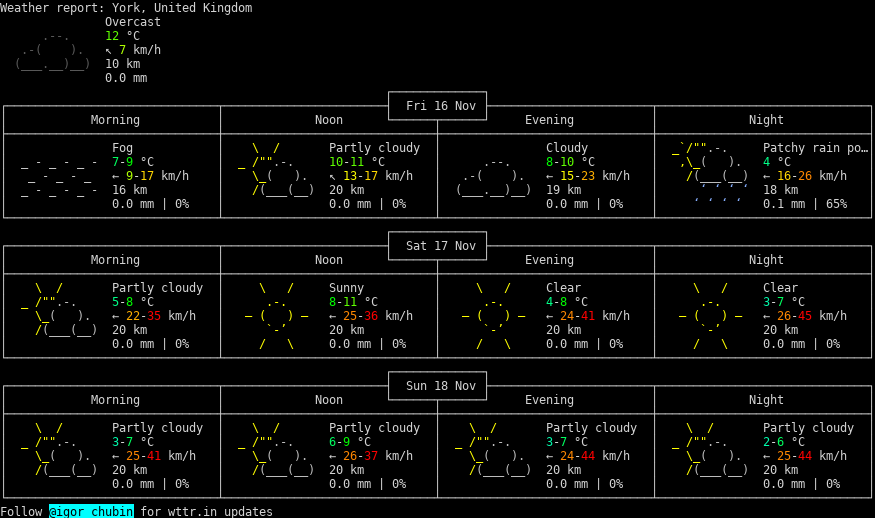 Weather report: York, United Kingdom
Overcast
12 °C
↖ 7 km/h
10 km
0.0 mm
Fri 16 Nov
Morning Noon Evening Night
Fog Partly cloudy Cloudy Patchy rain po…
7-9 °C 10-11 °C 8-10 °C 4 °C
← 9-17 km/h ↖ 13-17 km/h ← 15-23 km/h ← 16-26 km/h
16 km 20 km 19 km 18 km
0.0 mm | 0% 0.0 mm | 0% 0.0 mm | 0% 0.1 mm | 65%
Sat 17 Nov
Morning Noon Evening Night
Partly cloudy Sunny Clear Clear
5-8 °C 8-11 °C 4-8 °C 3-7 °C
← 22-35 km/h ← 25-36 km/h ← 24-41 km/h ← 26-45 km/h
20 km 20 km 20 km 20 km
0.0 mm | 0% 0.0 mm | 0% 0.0 mm | 0% 0.0 mm | 0%
Sun 18 Nov
Morning Noon Evening Night
Partly cloudy Partly cloudy Partly cloudy Partly cloudy
3-7 °C 6-9 °C 3-7 °C 2-6 °C
← 25-41 km/h ← 26-37 km/h ← 24-44 km/h ← 25-44 km/h
20 km 20 km 20 km 20 km
0.0 mm | 0% 0.0 mm | 0% 0.0 mm | 0% 0.0 mm | 0%
Follow @igor_chubin for wttr.in updates